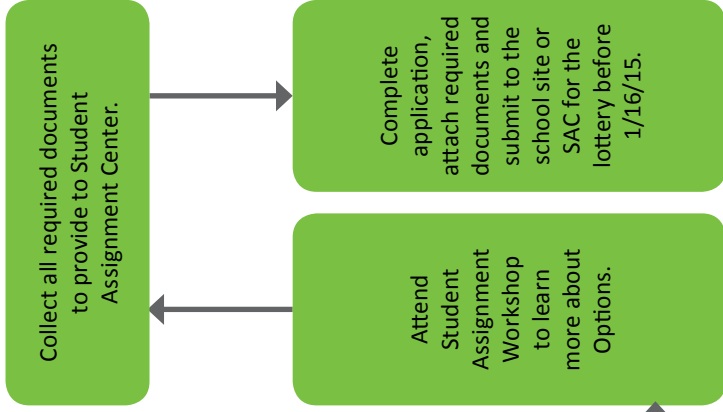 Collect all required documents
to provide to Student
Assignment Center.
Attend
Student
Assignment
Workshop
to learn
more about
Options.
Complete
application,
attach required
documents and
submit to the
school site or
SAC for the
lottery before
1/16/15.